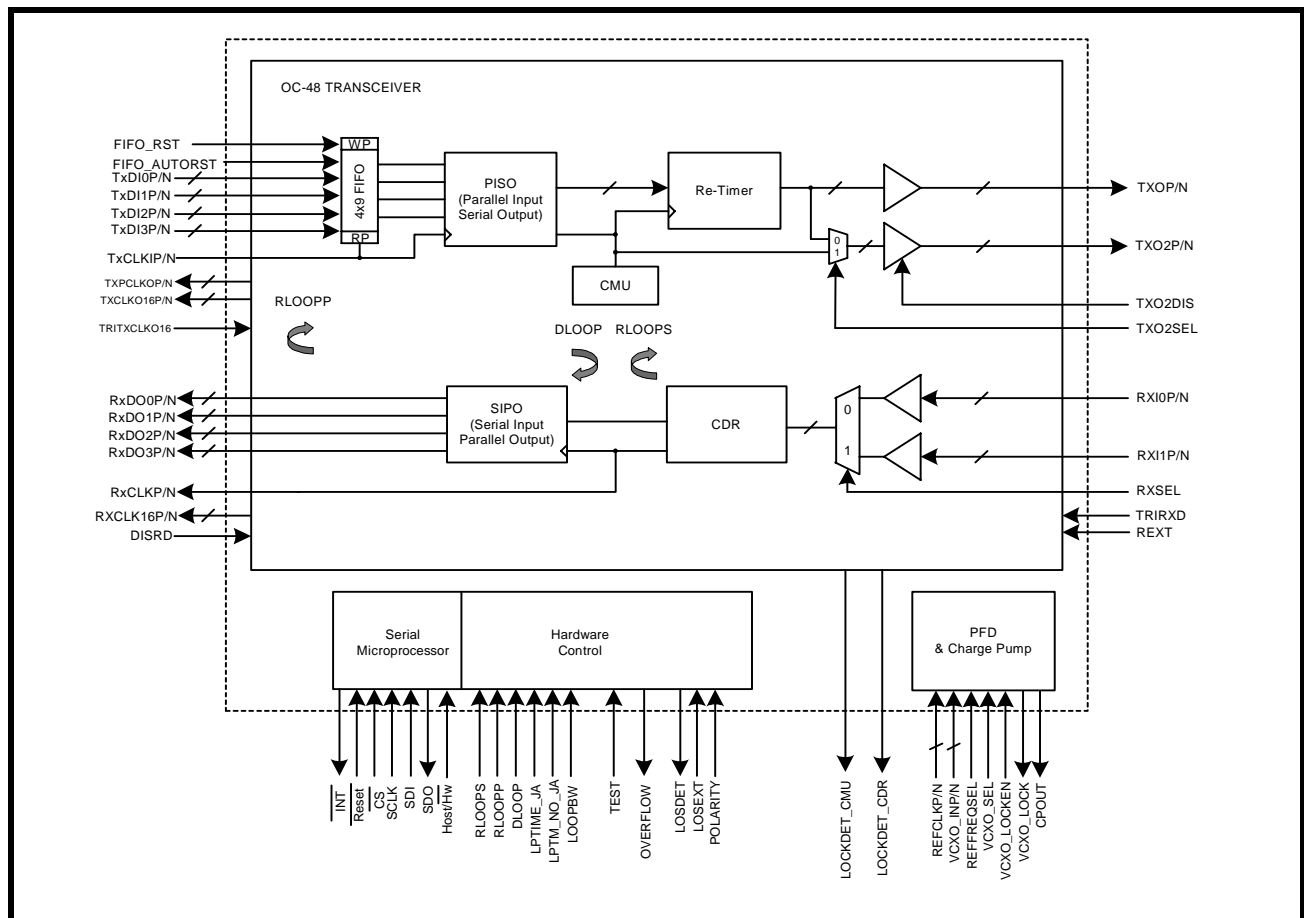 OC-48 TRANSCEIVER
FIFO_RST
FIFO_AUTORST
TxDI0P/N
TxDI1P/N
TxDI2P/N
TxDI3P/N
TxCLKIP/N
TXPCLKOP/N
TXCLKO16P/N
TRITXCLKO16
WP
4x9 FIFO
RP
PISO
(Parallel Input
Serial Output)
Re-Timer
CMU
0
1
TXOP/N
TXO2P/N
TXO2DIS
TXO2SEL
RLOOPP
DLOOP
RLOOPS
RxDO0P/N
RxDO1P/N
RxDO2P/N
RxDO3P/N
RxCLKP/N
RXCLK16P/N
DISRD
SIPO
(Serial Input
Parallel Output)
CDR
0
1
RXI0P/N
RXI1P/N
RXSEL
TRIRXD
REXT
Serial
Microprocessor
Hardware
Control
PFD
& Charge Pump
INT
Reset
CS
SCLK
SDI
SDO
Host/Hw
RLOOPS
RLOOPP
DLOOP
LPTIME_JA
LPTM_NO_JA
LOOPBW
TEST
OVERFLOW
LOSDET
LOSEXT
POLARITY
LOCKDET_CMU
LOCKDET_CDR
REFCLKP/N
VCXO_INP/N
REFFREQSEL
VCXO_SEL
VCXO_LOCKEN
VCXO_LOCK
CPOUT